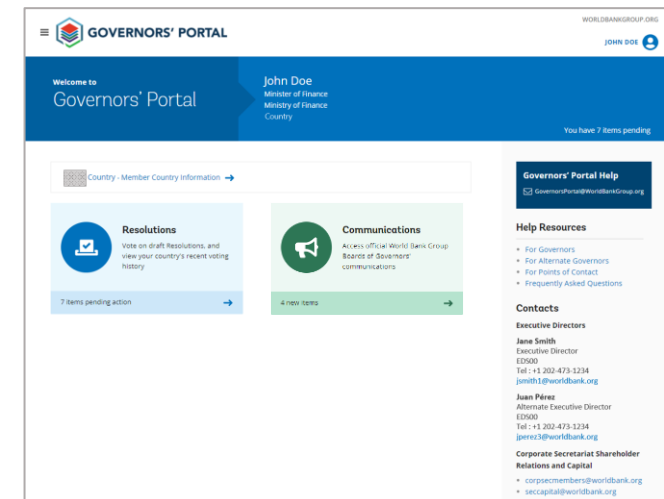 WORLDBANKGROUP.ORG
GOVERNORS' PORTAL
JOHN DOE
Welcome to
Governors' Portal
John Doe
Minister of Finance
Ministry of Finance
Country
You have 7 items pending
Country - Member Country Information
Resolutions
Vote on draft Resolutions, and
view your country's recent voting
history
7 items pending action
Communications
Access official World Bank Group
Boards of Governors'
communications
4 new items
Governors' Portal Help
GovernorsPortal@WorldBankGroup.org
Help Resources
For Governors
For Alternate Governors
For Points of Contact
Frequently Asked Questions
Contacts
Executive Directors
Jane Smith
Executive Director
EDS00
Tel : +1 202-473-1234
jsmith1@worldbank.org
Juan Pérez
Alternate Executive Director
EDS00
Tel : +1 202-473-1234
jperez3@worldbank.org
Corporate Secretariat Shareholder
Relations and Capital
corpsecmembers@worldbank.org
seccapital@worldbank.org